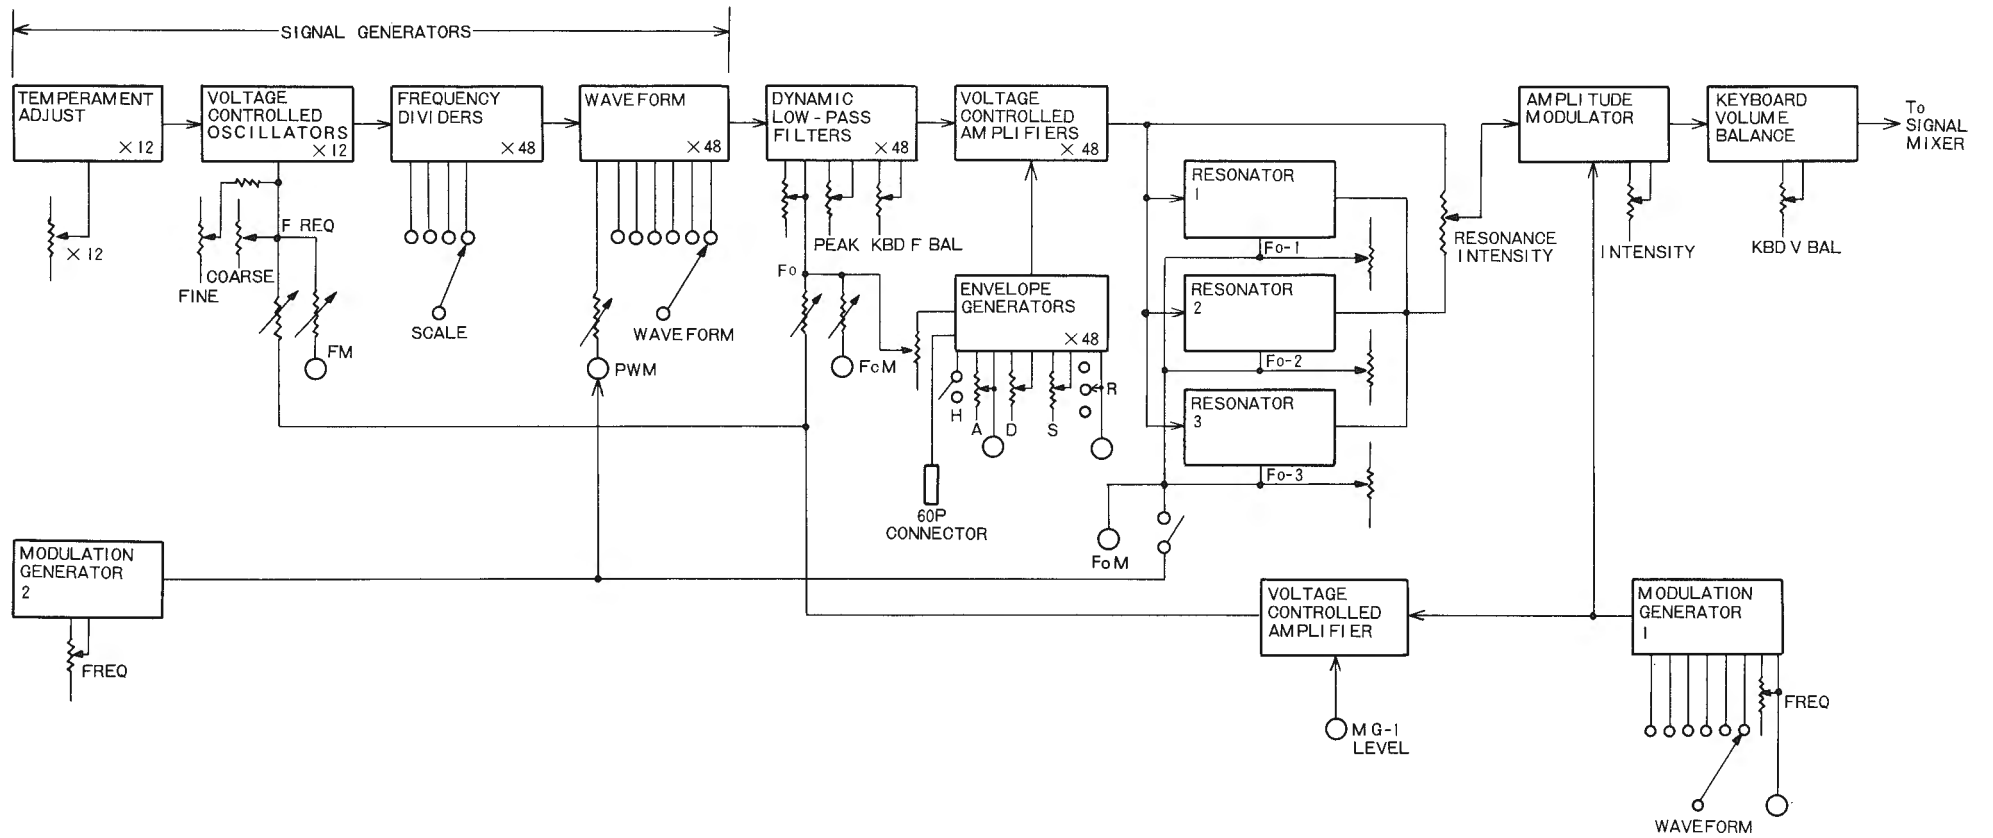 SIGNAL GENERATORS
TEMPERAMENT
ADJUST
×12
VOLTAGE
CONTROLLED
OSCILLATORS
×12
FREQUENCY
DIVIDERS
×48
WAVEFORM
×48
DYNAMIC
LOW-PASS
FILTERS
×48
VOLTAGE
CONTROLLED
AMPLIFIERS
×48
AMPLITUDE
MODULATOR
KEYBOARD
VOLUME
BALANCE
To
SIGNAL
MIXER
×12
F REQ
COARSE
FINE
FM
SCALE
PWM
WAVEFORM
PEAK
KBD F BAL
Fo
FcM
ENVELOPE
GENERATORS
×48
H
A
D
S
R
60P
CONNECTOR
RESONATOR
1
Fo-1
RESONATOR
2
Fo-2
RESONATOR
3
Fo-3
FoM
RESONANCE
INTENSITY
INTENSITY
KBD V BAL
MODULATION
GENERATOR
2
FREQ
VOLTAGE
CONTROLLED
AMPLIFIER
MG-1
LEVEL
MODULATION
GENERATOR
1
FREQ
WAVEFORM